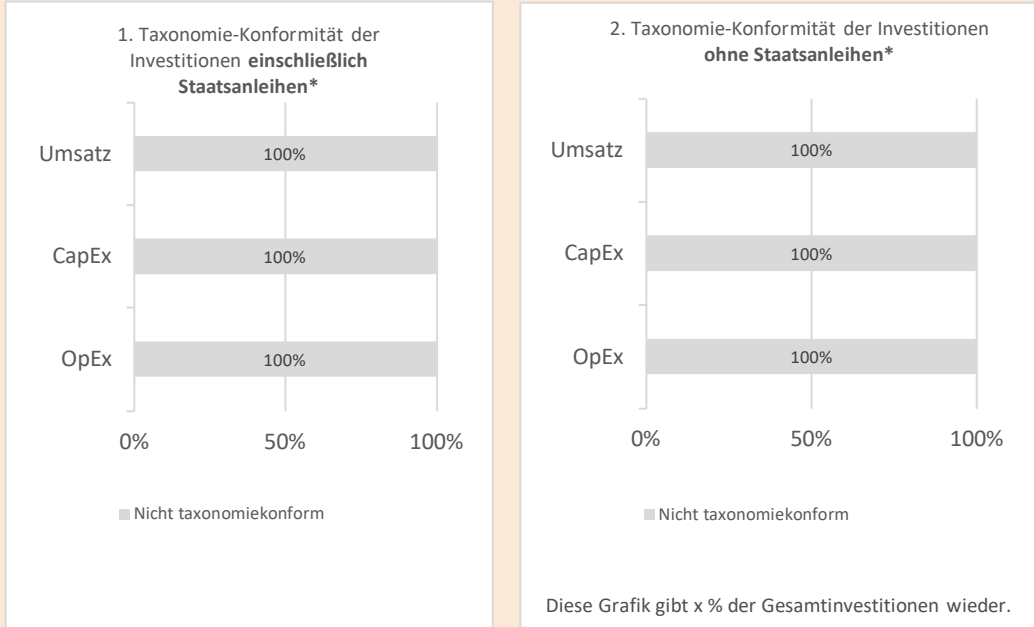 1. Taxonomie-Konformität der
Investitionen einschließlich
Staatsanleihen*
Umsatz
100%
CapEx
100%
OpEx
100%
0%
50%
100%
Nicht taxonomiekonform
2. Taxonomie-Konformität der Investitionen
ohne Staatsanleihen*
Umsatz
100%
CapEx
100%
OpEx
100%
0%
50%
100%
Nicht taxonomiekonform
Diese Grafik gibt x % der Gesamtinvestitionen wieder.